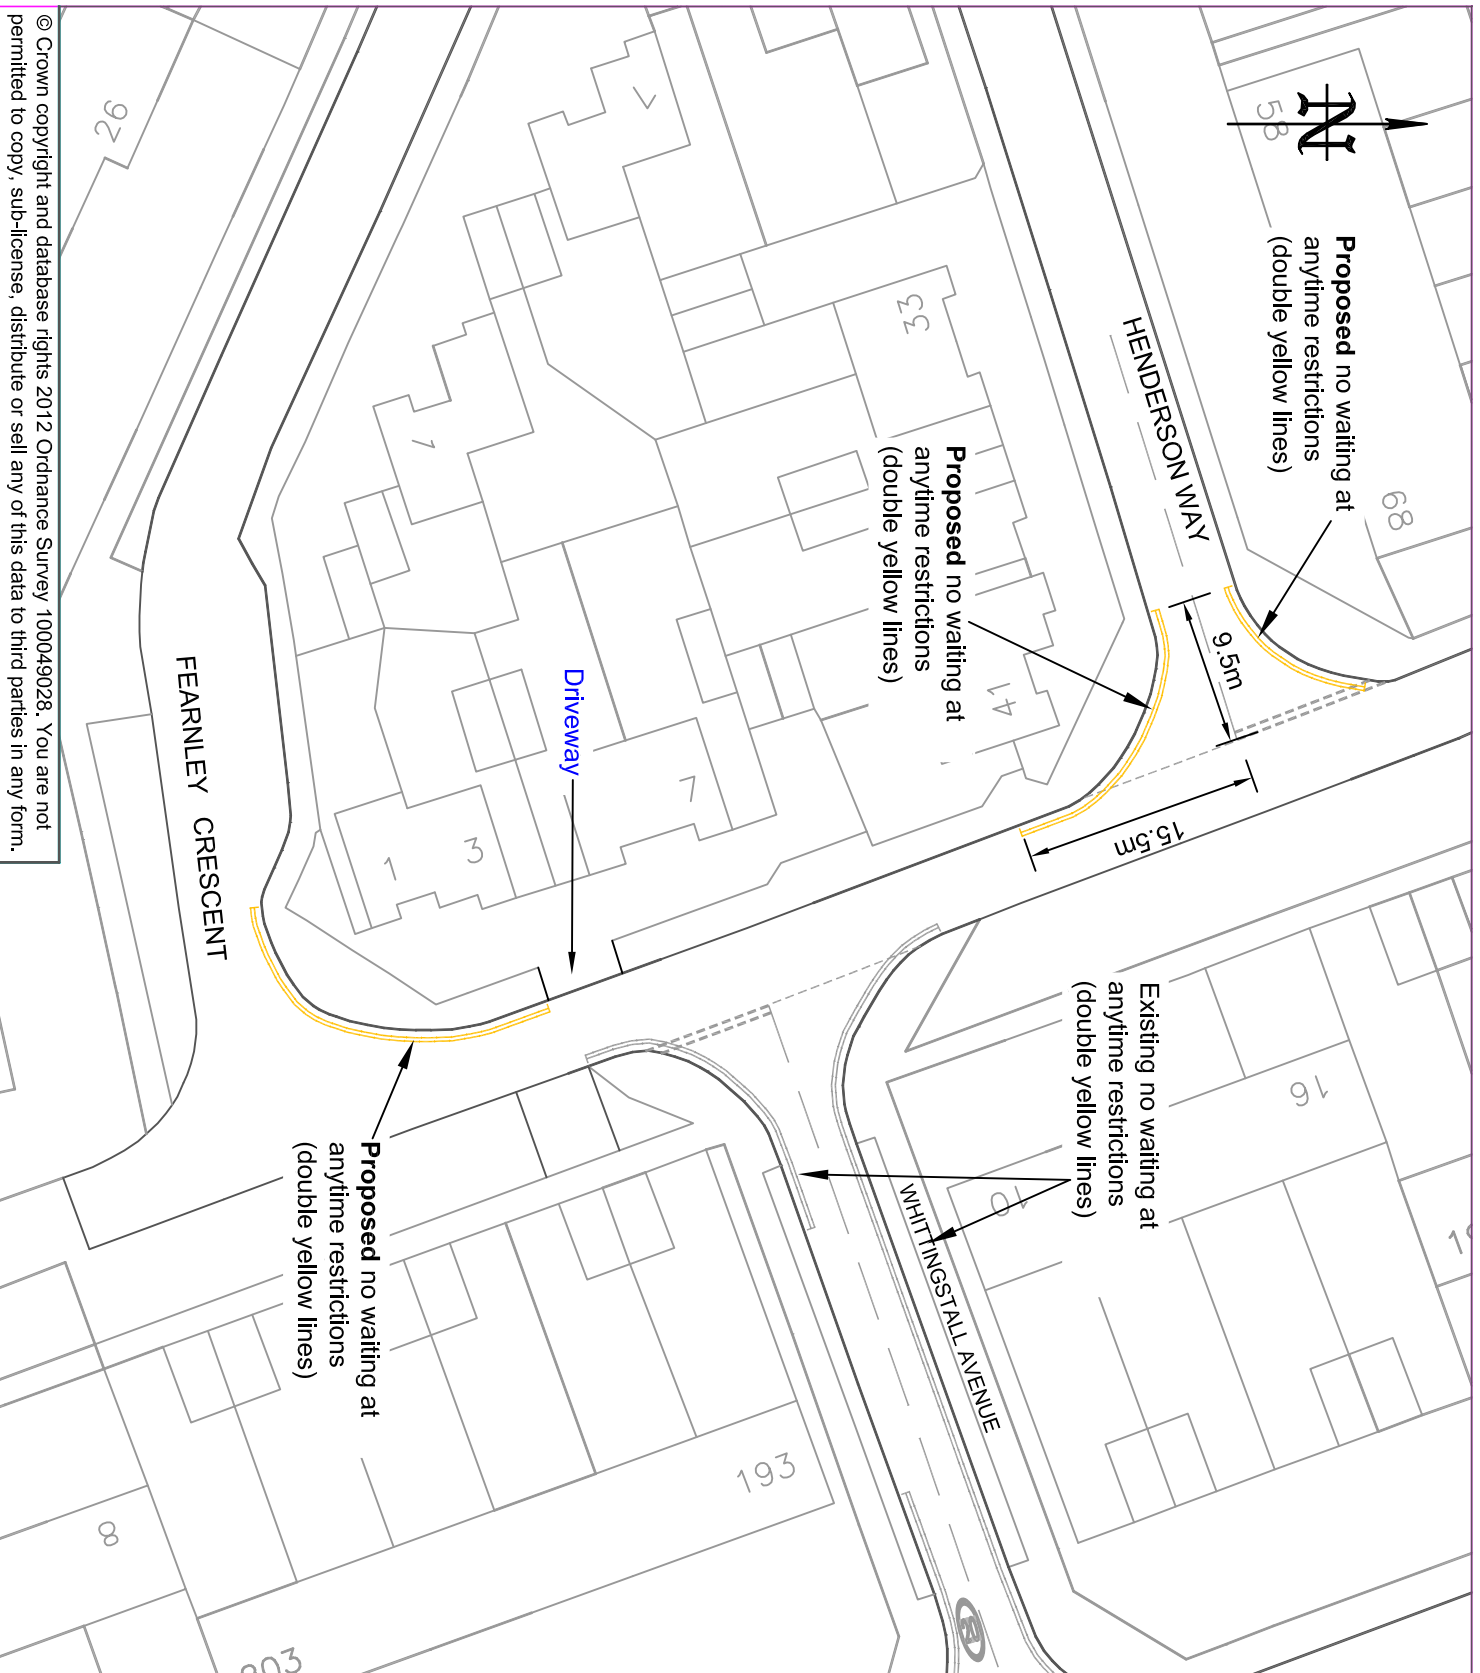 N
Proposed no waiting at
anytime restrictions
(double yellow lines)
58
68
HENDERSON WAY
9.5m
15.5m
Proposed no waiting at
anytime restrictions
(double yellow lines)
33
14
7
1
Driveway
7
3
1
FEARNLEY CRESCENT
26
Existing no waiting at
anytime restrictions
(double yellow lines)
16
10
WHITTINGSTALL AVENUE
20
Proposed no waiting at
anytime restrictions
(double yellow lines)
193
8
© Crown copyright and database rights 2012 Ordnance Survey 100049028. You are not
permitted to copy, sub-license, distribute or sell any of this data to third parties in any form.